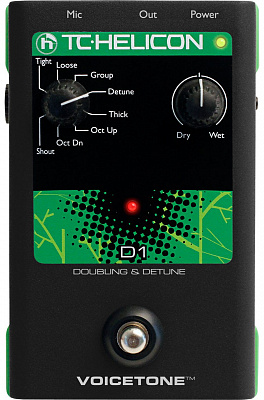 Mic Out Power
TC·HELICON
Tight Loose
Group
Detune
Thick
Oct Up
Oct Dn
Shout
Dry Wet
D1
DOUBLING & DETUNE
VOICETONE™